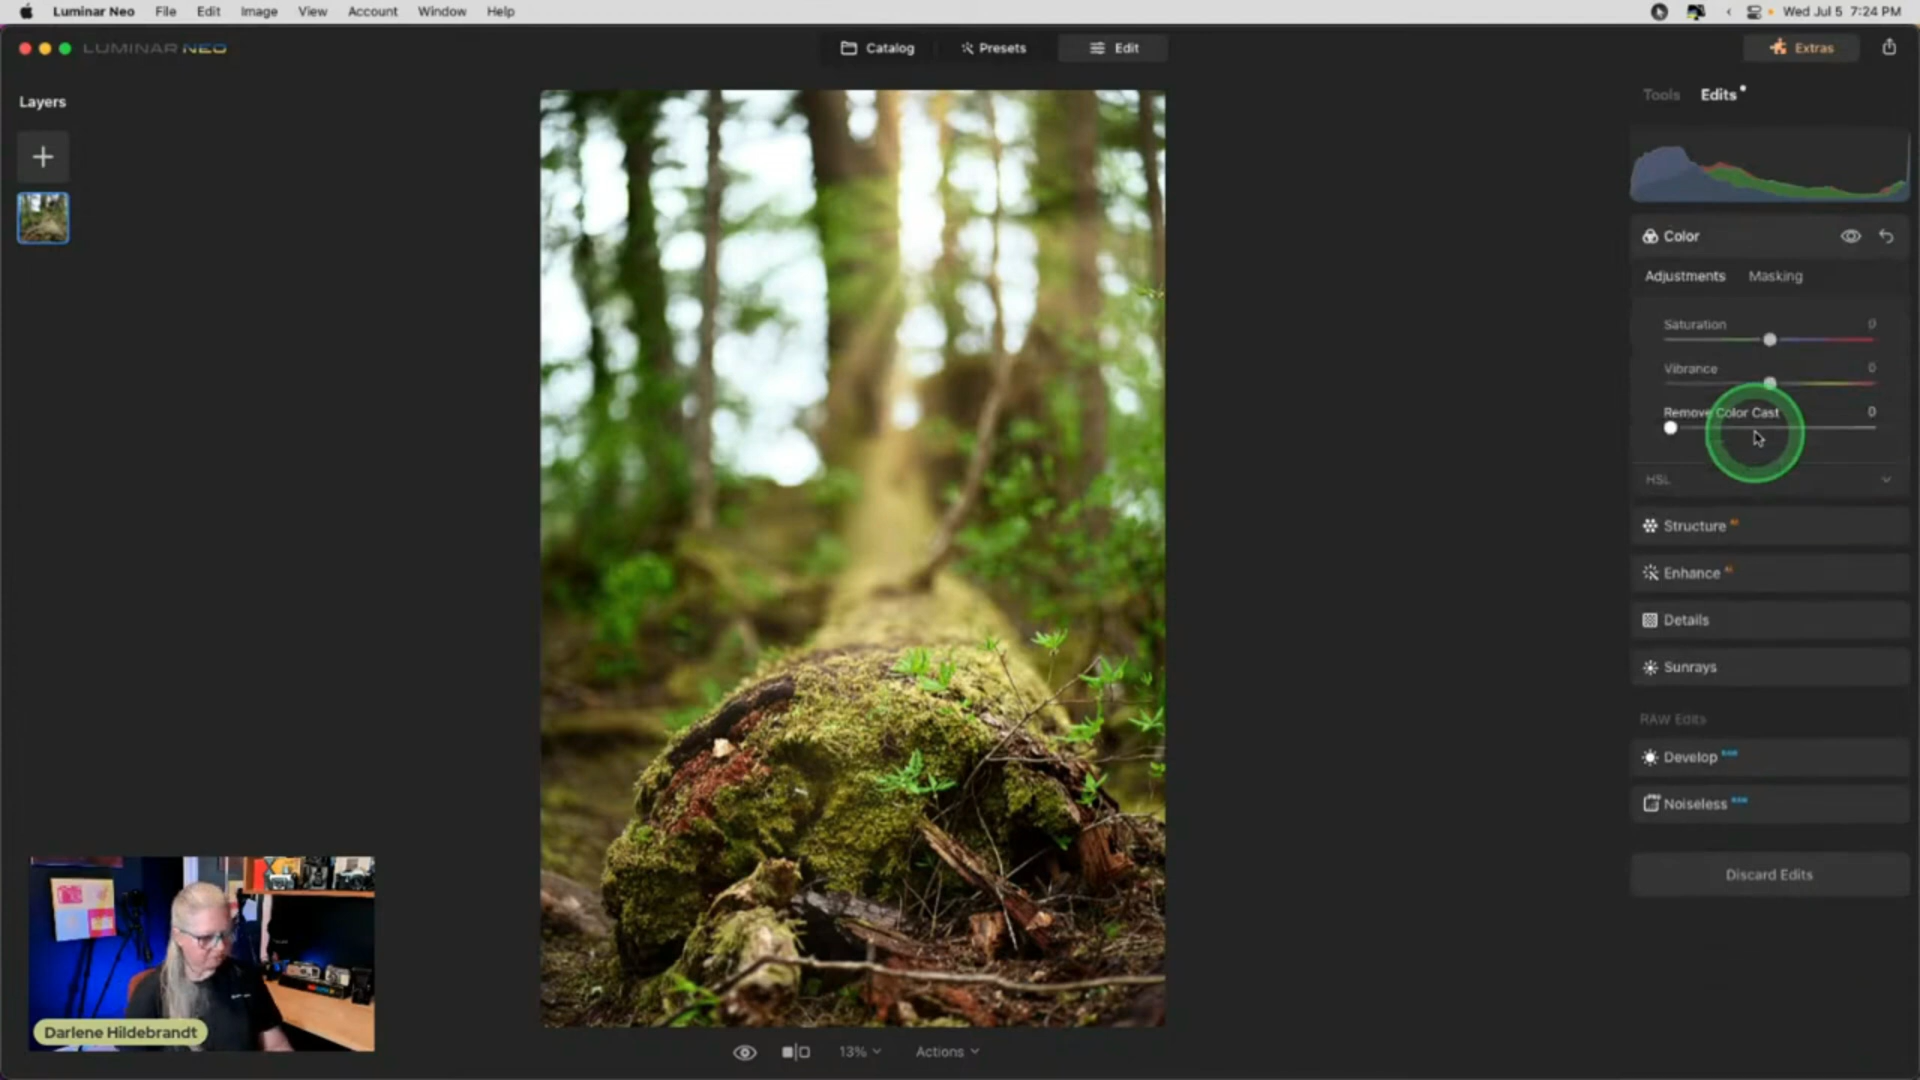 Luminar Neo File Edit Image View Account Window Help
Wed Jul 5 7:24 PM
LUMINAR NEO
Catalog
Presets
Edit
Extras
Layers
Tools
Edits
Color
Adjustments
Masking
Saturation 0
Vibrance 0
Remove Color Cast 0
HSL
Structure
Enhance
Details
Sunrays
RAW Edits
Develop
Noiseless
Discard Edits
Darlene Hildebrandt
13%
Actions